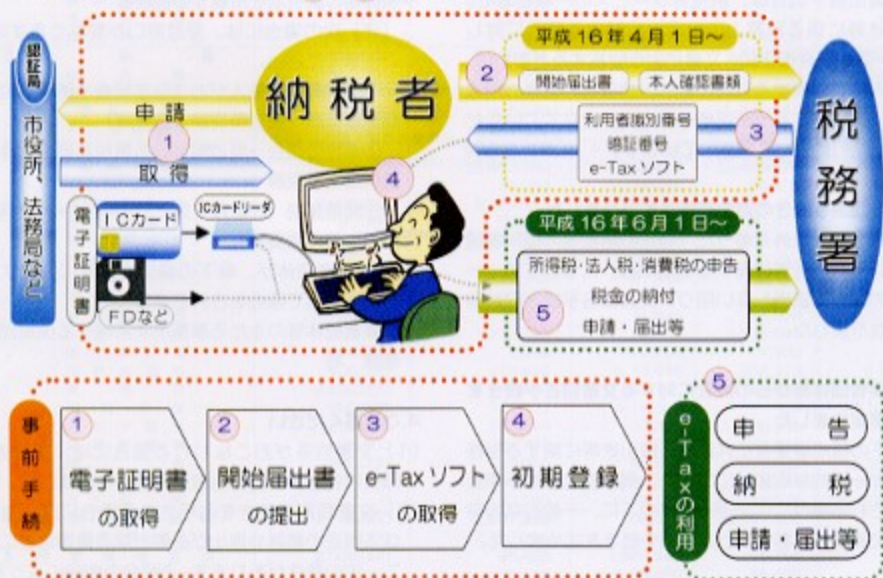 認証局
市役所、法務局など
申請
1
取得
電子証明書
ICカード
FDなど
ICカードリーダ
納税者
4
平成16年4月1日～
2
開始届出書
本人確認書類
利用者識別番号
暗証番号
e-Tax ソフト
3
税務署
平成16年6月1日～
所得税・法人税・消費税の申告
税金の納付
申請・届出等
5
事前手続
1
電子証明書
の取得
2
開始届出書
の提出
3
e-Tax ソフト
の取得
4
初期登録
5
e-Taxの利用
申告
納税
申請・届出等